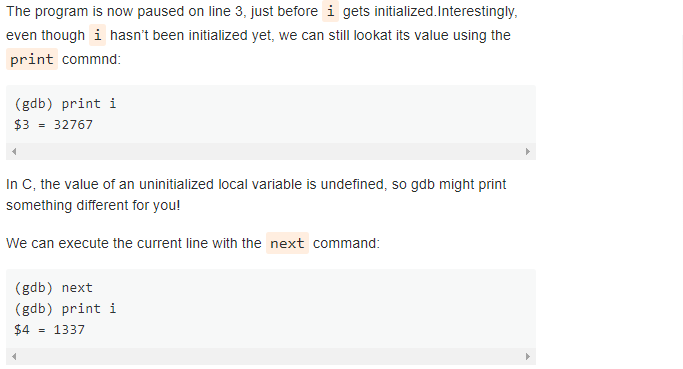 The program is now paused on line 3, just before i gets initialized.Interestingly,
even though i hasn't been initialized yet, we can still lookat its value using the
print commnd:
(gdb) print i
$3 = 32767
In C, the value of an uninitialized local variable is undefined, so gdb might print
something different for you!
We can execute the current line with the next command:
(gdb) next
(gdb) print i
$4 = 1337